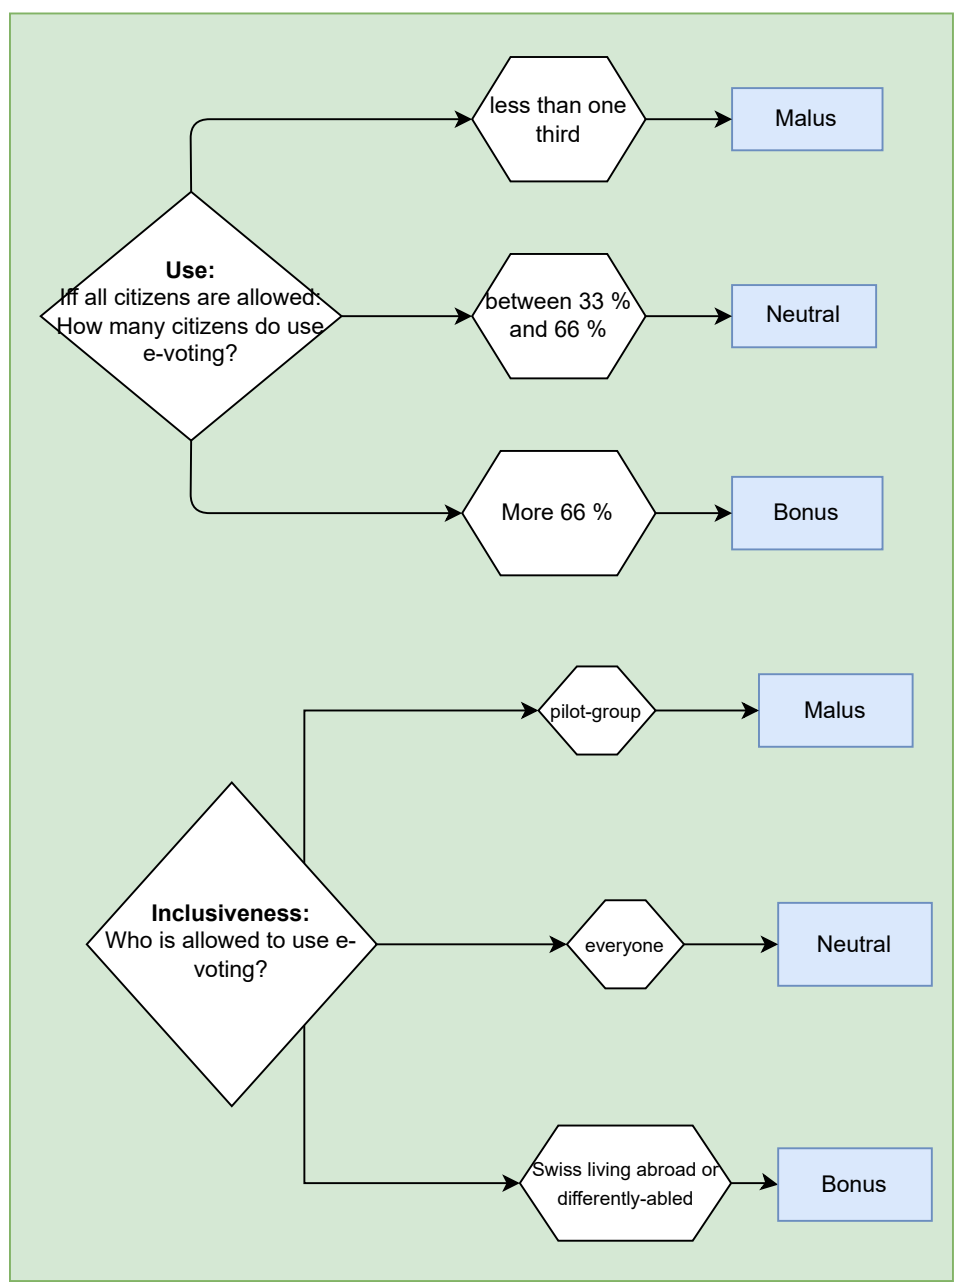 less than one
third
Malus
Use:
Iff all citizens are allowed:
How many citizens do use
e-voting?
between 33 %
and 66 %
Neutral
More 66 %
Bonus
pilot-group
Malus
Inclusiveness:
Who is allowed to use e-
voting?
everyone
Neutral
Swiss living abroad or
differently-abled
Bonus